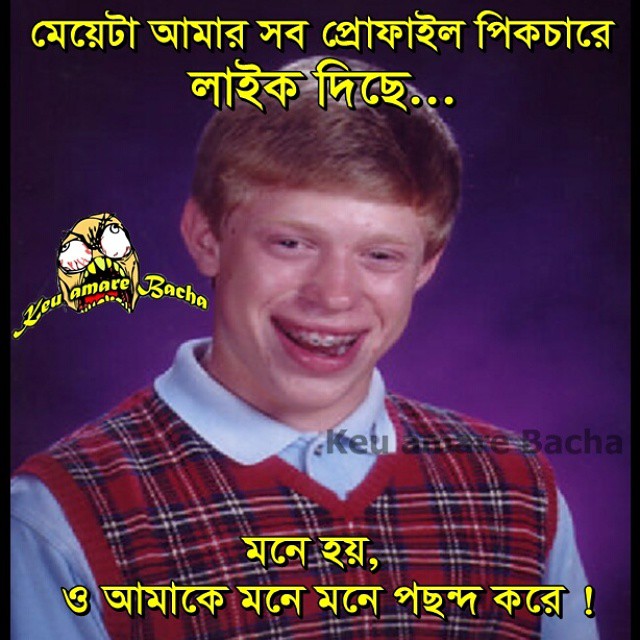 মেয়েটা আমার সব প্রোফাইল পিকচারে
লাইক দিছে...
Keu amare Bacha
Keu amare Bacha
মনে হয়,
ও আমাকে মনে মনে পছন্দ করে !